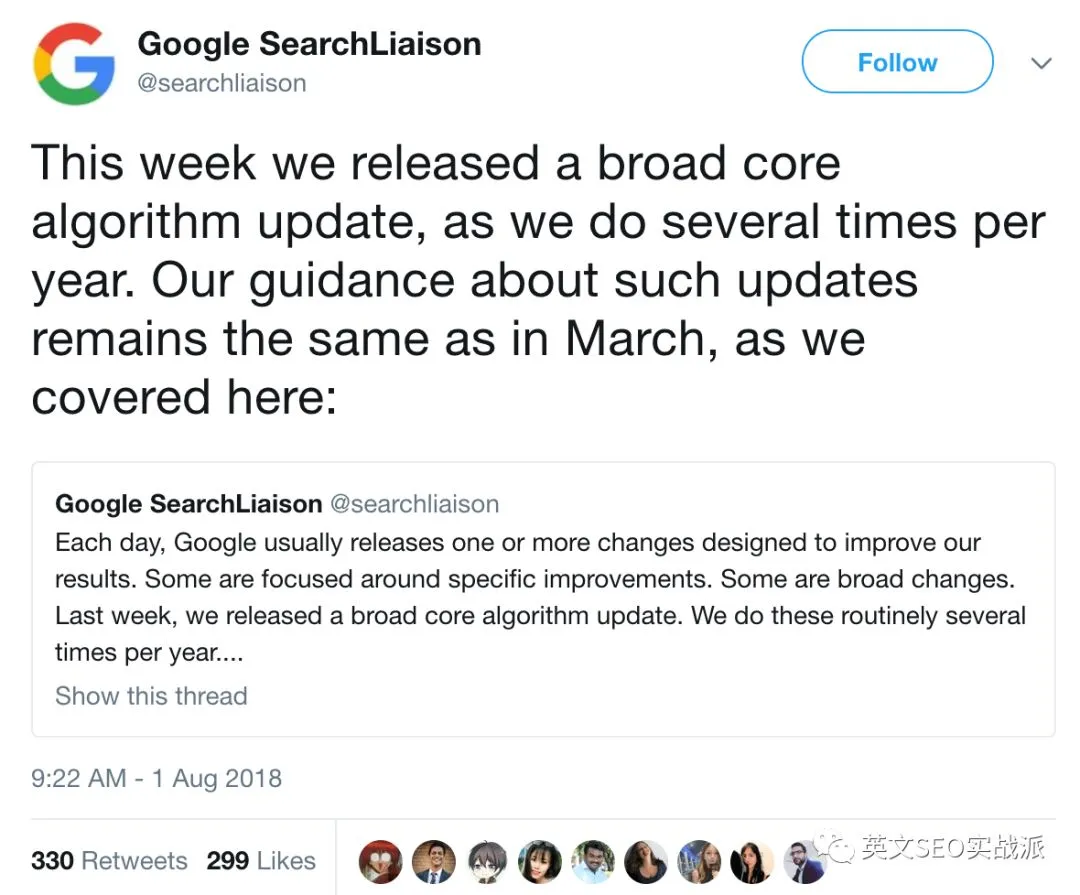 Google SearchLiaison
@searchliaison
Follow
This week we released a broad core
algorithm update, as we do several times per
year. Our guidance about such updates
remains the same as in March, as we
covered here:
Google SearchLiaison @searchliaison
Each day, Google usually releases one or more changes designed to improve our
results. Some are focused around specific improvements. Some are broad changes.
Last week, we released a broad core algorithm update. We do these routinely several
times per year....
Show this thread
9:22 AM - 1 Aug 2018
330 Retweets 299 Likes
英文SEO实战派